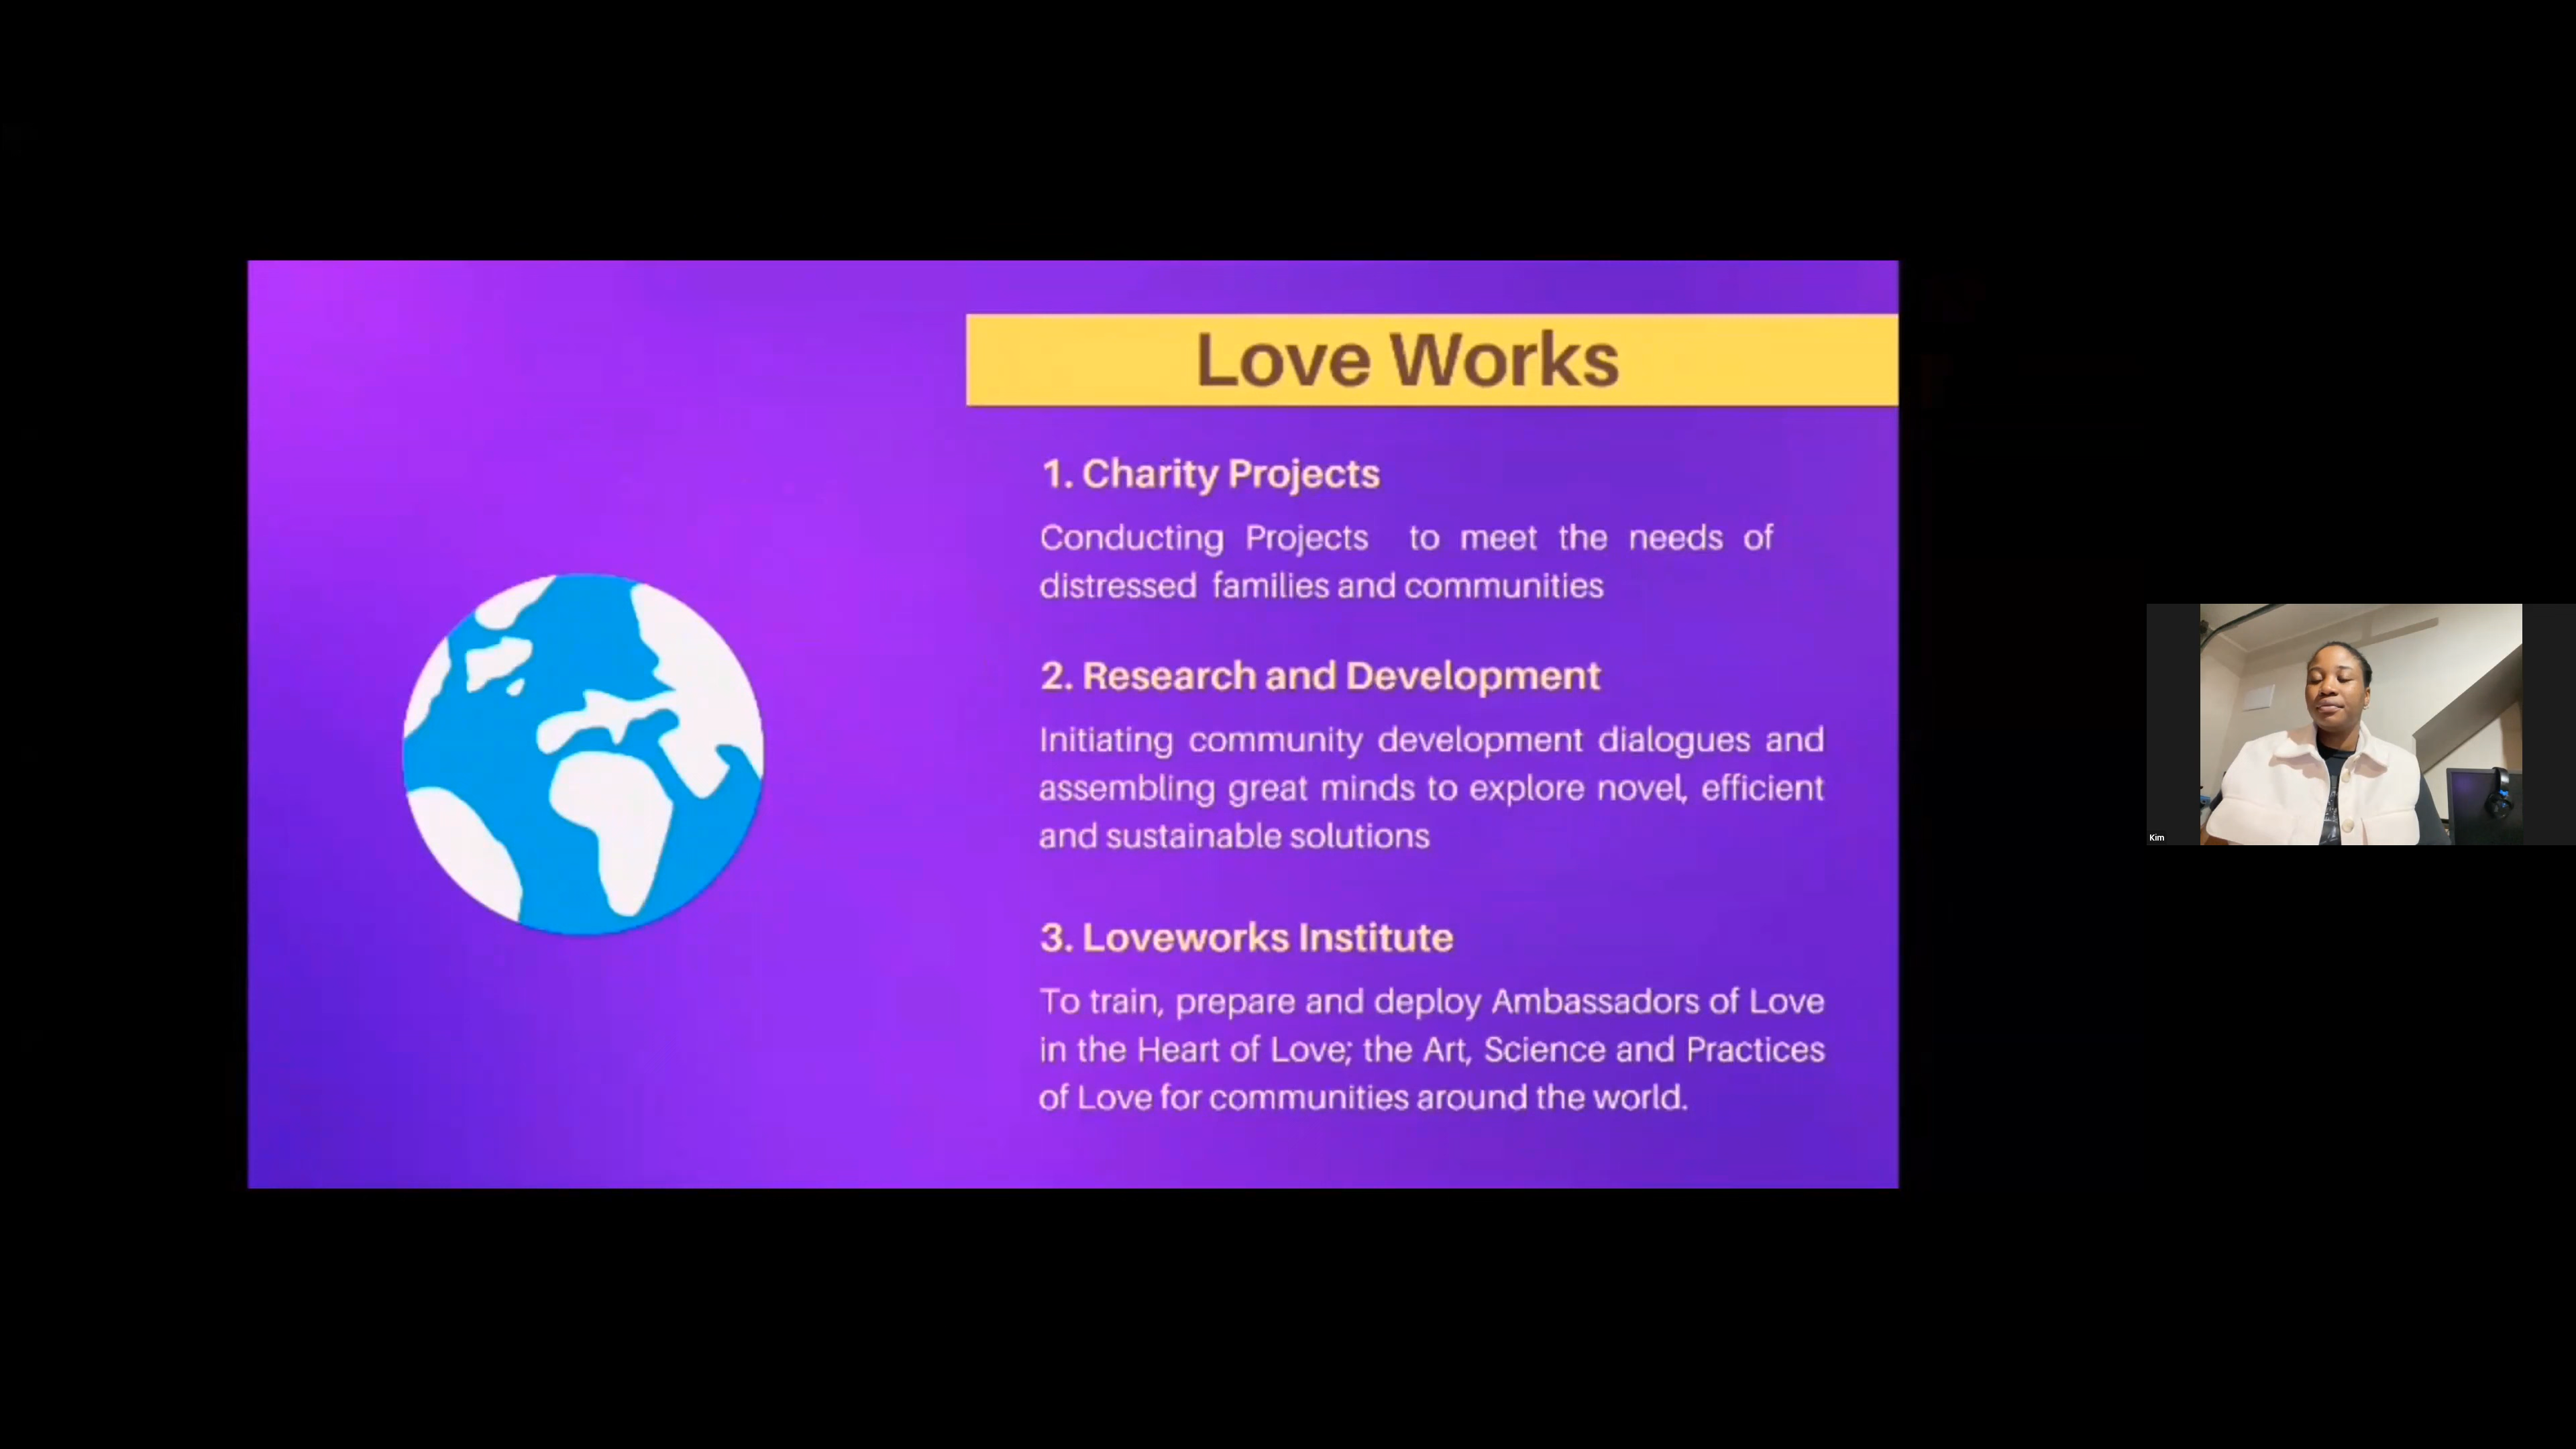 Love Works
1. Charity Projects
Conducting Projects to meet the needs of
distressed families and communities
2. Research and Development
Initiating community development dialogues and
assembling great minds to explore novel, efficient
and sustainable solutions
3. Loveworks Institute
To train, prepare and deploy Ambassadors of Love
in the Heart of Love; the Art, Science and Practices
of Love for communities around the world.
Kim